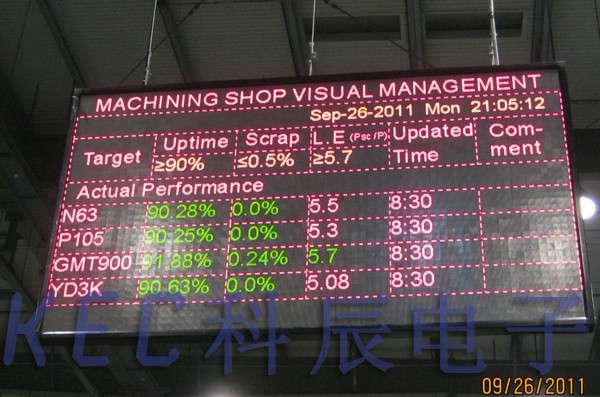 MACHINING SHOP VISUAL MANAGEMENT
Sep-26-2011 Mon 21:05:12
Target Uptime Scrap L.E (Psc/P) Updated Time Com-ment
≥90% ≤0.5% ≥5.7
Actual Performance
N63 90.28% 0.0% 5.5 8:30
P105 90.25% 0.0% 5.3 8:30
GMT900 91.88% 0.24% 5.7 8:30
YD3K 90.63% 0.0% 5.08 8:30
KEC科辰电子
09/26/2011